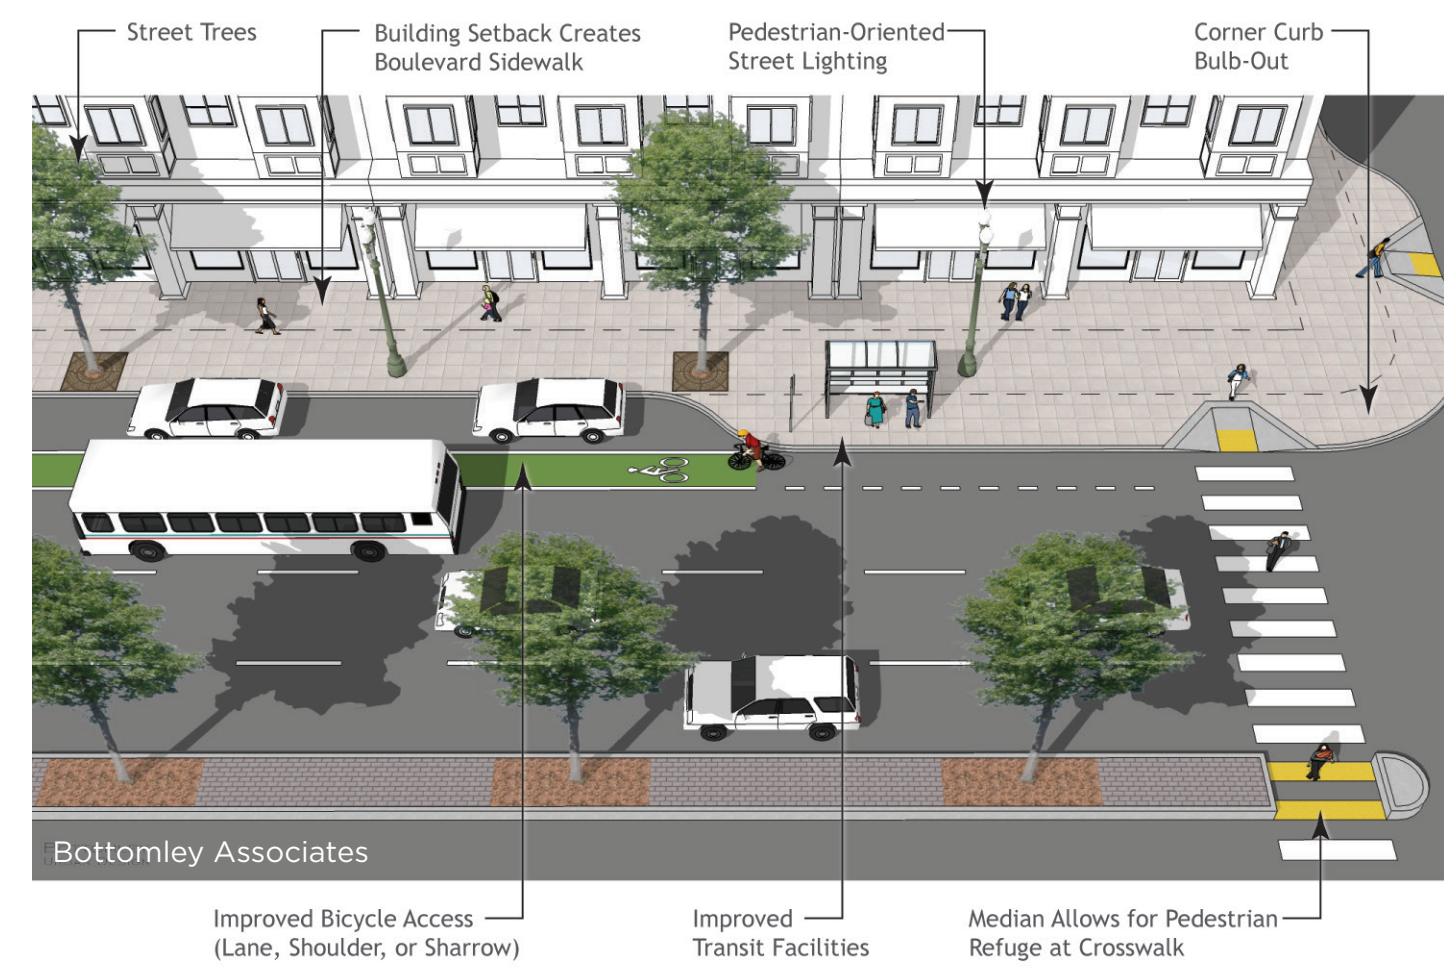 Street Trees
Building Setback Creates
Boulevard Sidewalk
Pedestrian-Oriented
Street Lighting
Corner Curb
Bulb-Out
Bottomley Associates
Improved Bicycle Access
(Lane, Shoulder, or Sharrow)
Improved
Transit Facilities
Median Allows for Pedestrian
Refuge at Crosswalk